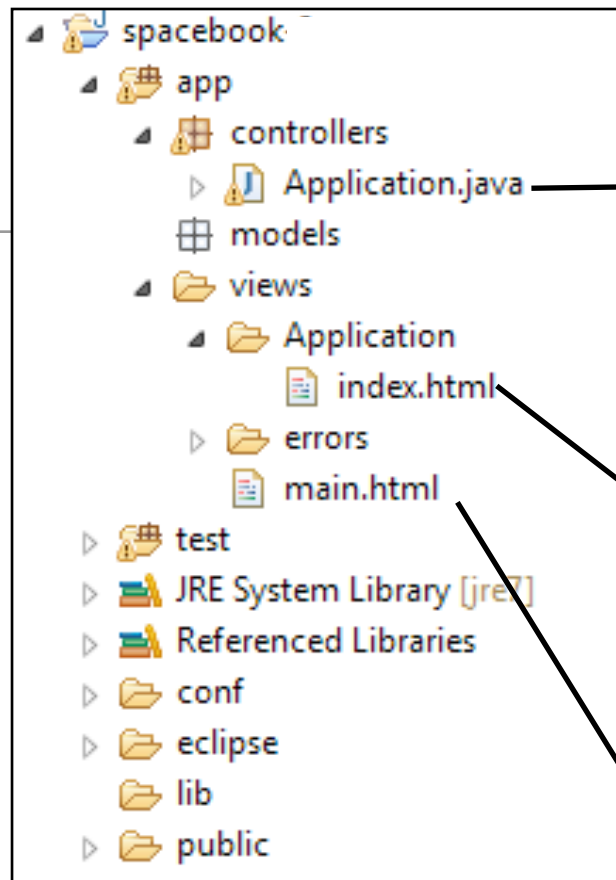 spacebook
app
controllers
Application.java
models
views
Application
index.html
errors
main.html
test
JRE System Library [jre7]
Referenced Libraries
conf
eclipse
lib
public